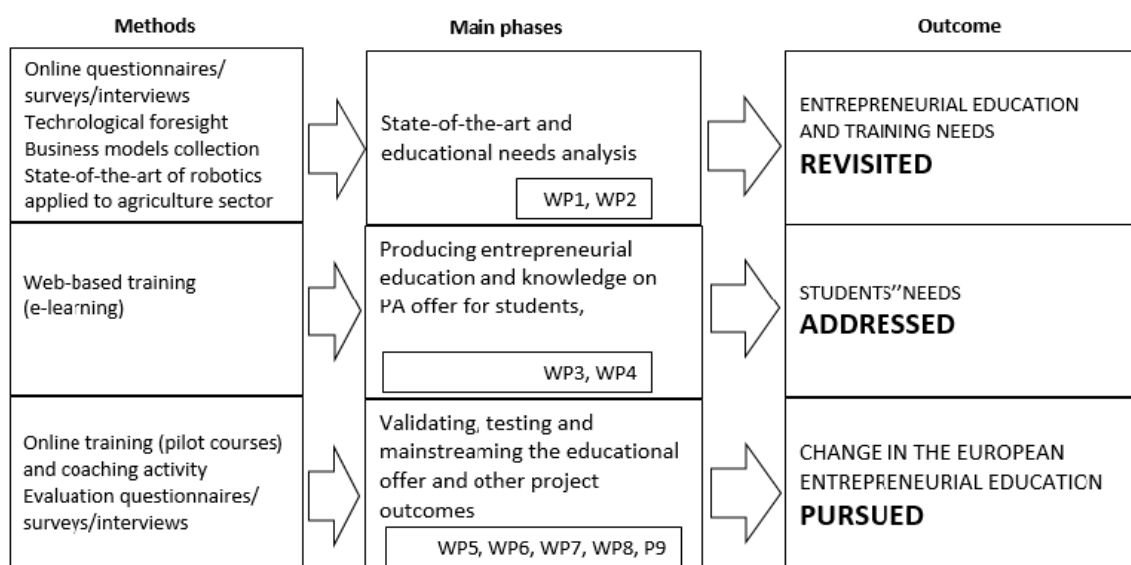 Methods
Main phases
Outcome
Online questionnaires/
surveys/interviews
Technological foresight
Business models collection
State-of-the-art of robotics
applied to agriculture sector
State-of-the-art and
educational needs analysis
WP1, WP2
ENTREPRENEURIAL EDUCATION
AND TRAINING NEEDS
REVISITED
Web-based training
(e-learning)
Producing entrepreneurial
education and knowledge on
PA offer for students,
WP3, WP4
STUDENTS’’NEEDS
ADDRESSED
Online training (pilot courses)
and coaching activity
Evaluation questionnaires/
surveys/interviews
Validating, testing and
mainstreaming the educational
offer and other project
outcomes
WP5, WP6, WP7, WP8, P9
CHANGE IN THE EUROPEAN
ENTREPRENEURIAL EDUCATION
PURSUED